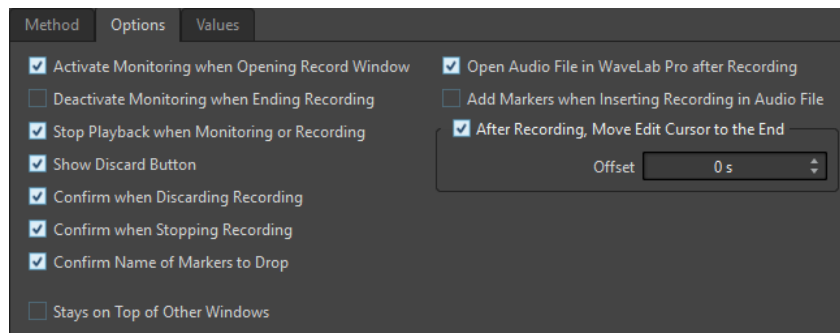 Method Options Values
Activate Monitoring when Opening Record Window
Deactivate Monitoring when Ending Recording
Stop Playback when Monitoring or Recording
Show Discard Button
Confirm when Discarding Recording
Confirm when Stopping Recording
Confirm Name of Markers to Drop
Stays on Top of Other Windows
Open Audio File in WaveLab Pro after Recording
Add Markers when Inserting Recording in Audio File
After Recording, Move Edit Cursor to the End
Offset 0 s